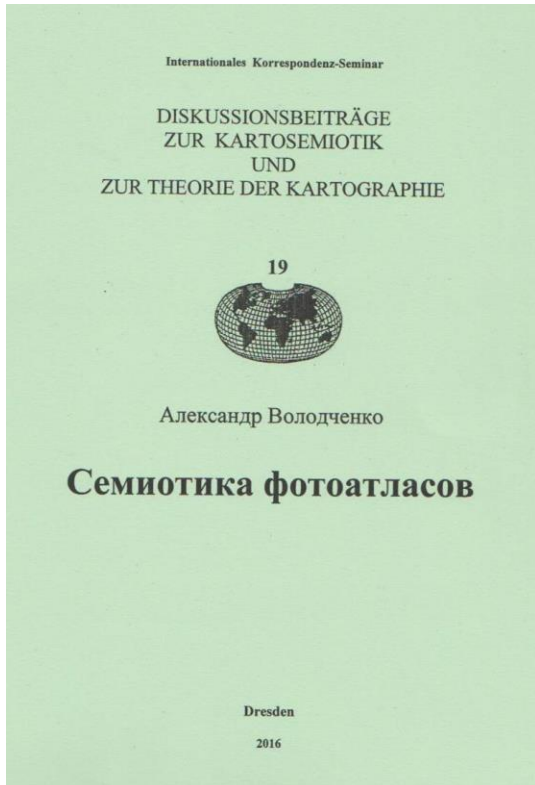 Internationales Korrespondenz-Seminar
DISKUSSIONSBEITRÄGE
ZUR KARTOSEMIOTIK
UND
ZUR THEORIE DER KARTOGRAPHIE
19
Александр Володченко
Семиотика фотоатласов
Dresden
2016